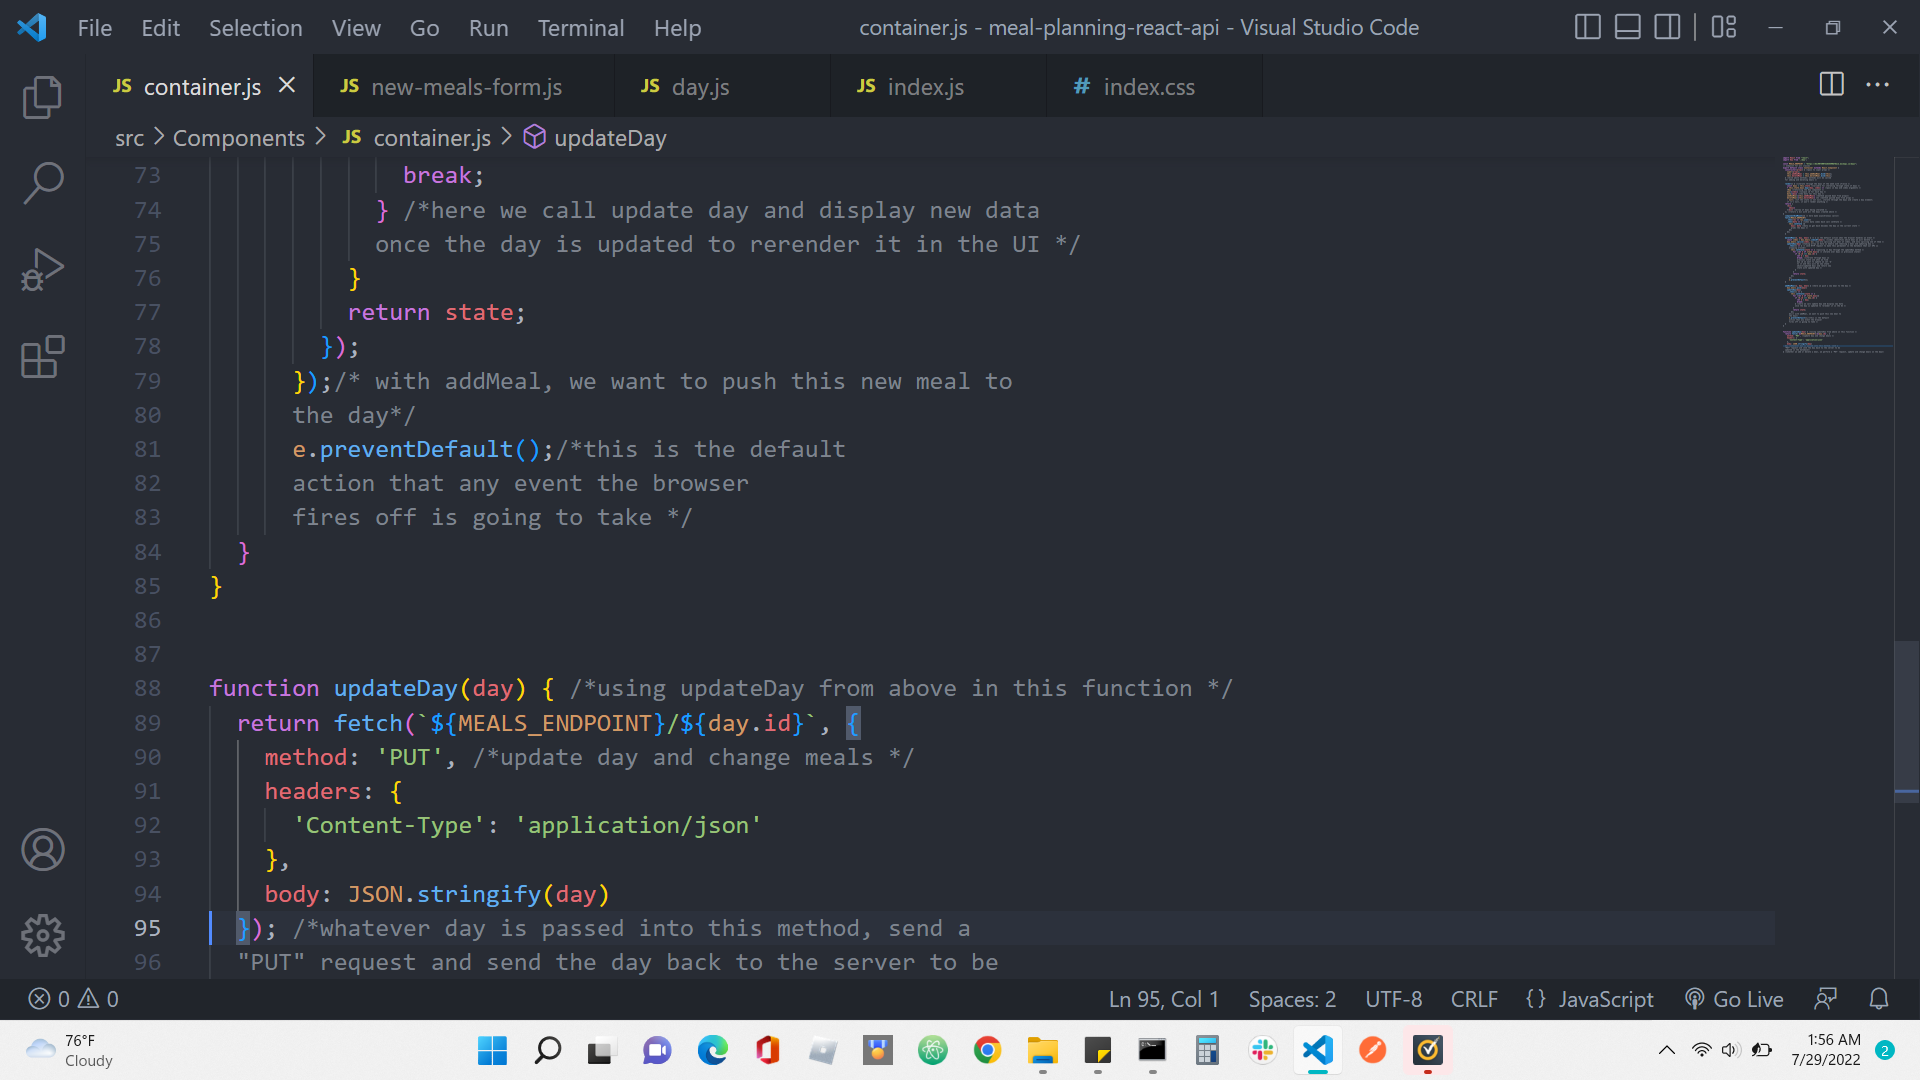 File Edit Selection View Go Run Terminal Help container.js - meal-planning-react-api - Visual Studio Code
JS container.js JS new-meals-form.js JS day.js JS index.js # index.css
src > Components > JS container.js > updateDay
73 break;
74 } /*here we call update day and display new data
75 once the day is updated to rerender it in the UI */
76 }
77 return state;
78 });
79 });/* with addMeal, we want to push this new meal to
80 the day*/
81 e.preventDefault();/*this is the default
82 action that any event the browser
83 fires off is going to take */
84 }
85 }
86
87
88 function updateDay(day) { /*using updateDay from above in this function */
89 return fetch(`${MEALS_ENDPOINT}/${day.id}`, {
90 method: 'PUT', /*update day and change meals */
91 headers: {
92 'Content-Type': 'application/json'
93 },
94 body: JSON.stringify(day)
95 }); /*whatever day is passed into this method, send a
96 "PUT" request and send the day back to the server to be
0 0 Ln 95, Col 1 Spaces: 2 UTF-8 CRLF {} JavaScript Go Live
76°F
Cloudy
1:56 AM
7/29/2022
2